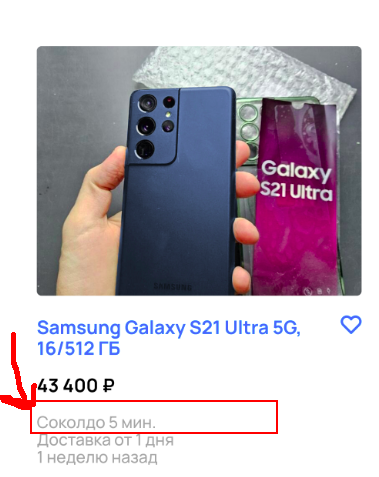 Galaxy
S21 Ultra
SAMSUNG
Samsung Galaxy S21 Ultra 5G,
16/512 ГБ
43 400 ₽
Соколдо 5 мин.
Доставка от 1 дня
1 неделю назад